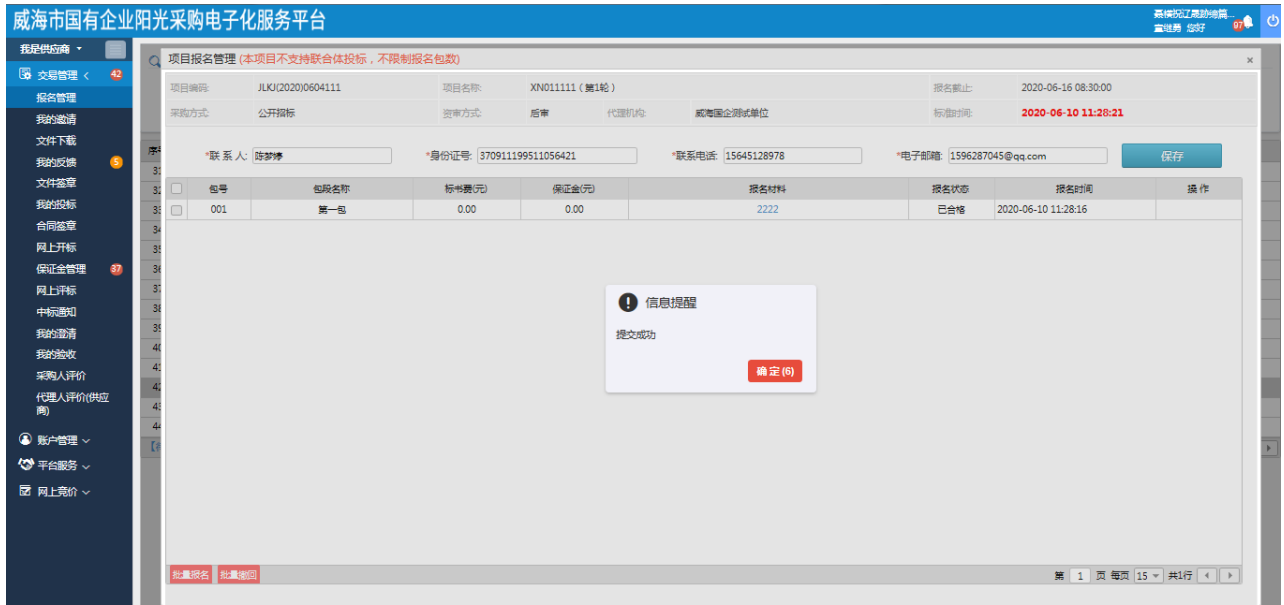 威海市国有企业阳光采购电子化服务平台
您好
97
我是供应商
交易管理 42
报名管理
我的邀请
文件下载
我的反馈 5
文件签章
我的投标
合同签章
网上开标
保证金管理 37
网上评标
中标通知
我的澄清
我的验收
采购人评价
代理人评价(供应
商)
账户管理
平台服务
网上竞价
项目报名管理 (本项目不支持联合体投标，不限制报名包数) ×
项目编码: JLKJ(2020)0604111 项目名称: XN011111（第1轮） 报名截止: 2020-06-16 08:30:00
采购方式: 公开招标 资审方式: 后审 代理机构: 威海国企测试单位 标准时间: 2020-06-10 11:28:21
*联 系 人: 陈梦婷 *身份证号: 370911199511056421 *联系电话: 15645128978 *电子邮箱: 1596287045@qq.com 保存
包号 包段名称 标书费(元) 保证金(元) 报名材料 报名状态 报名时间 操 作
001 第一包 0.00 0.00 2222 已合格 2020-06-10 11:28:16
信息提醒
提交成功
确 定 (6)
批量报名 批量撤回 第 1 页 每页 15 共1行